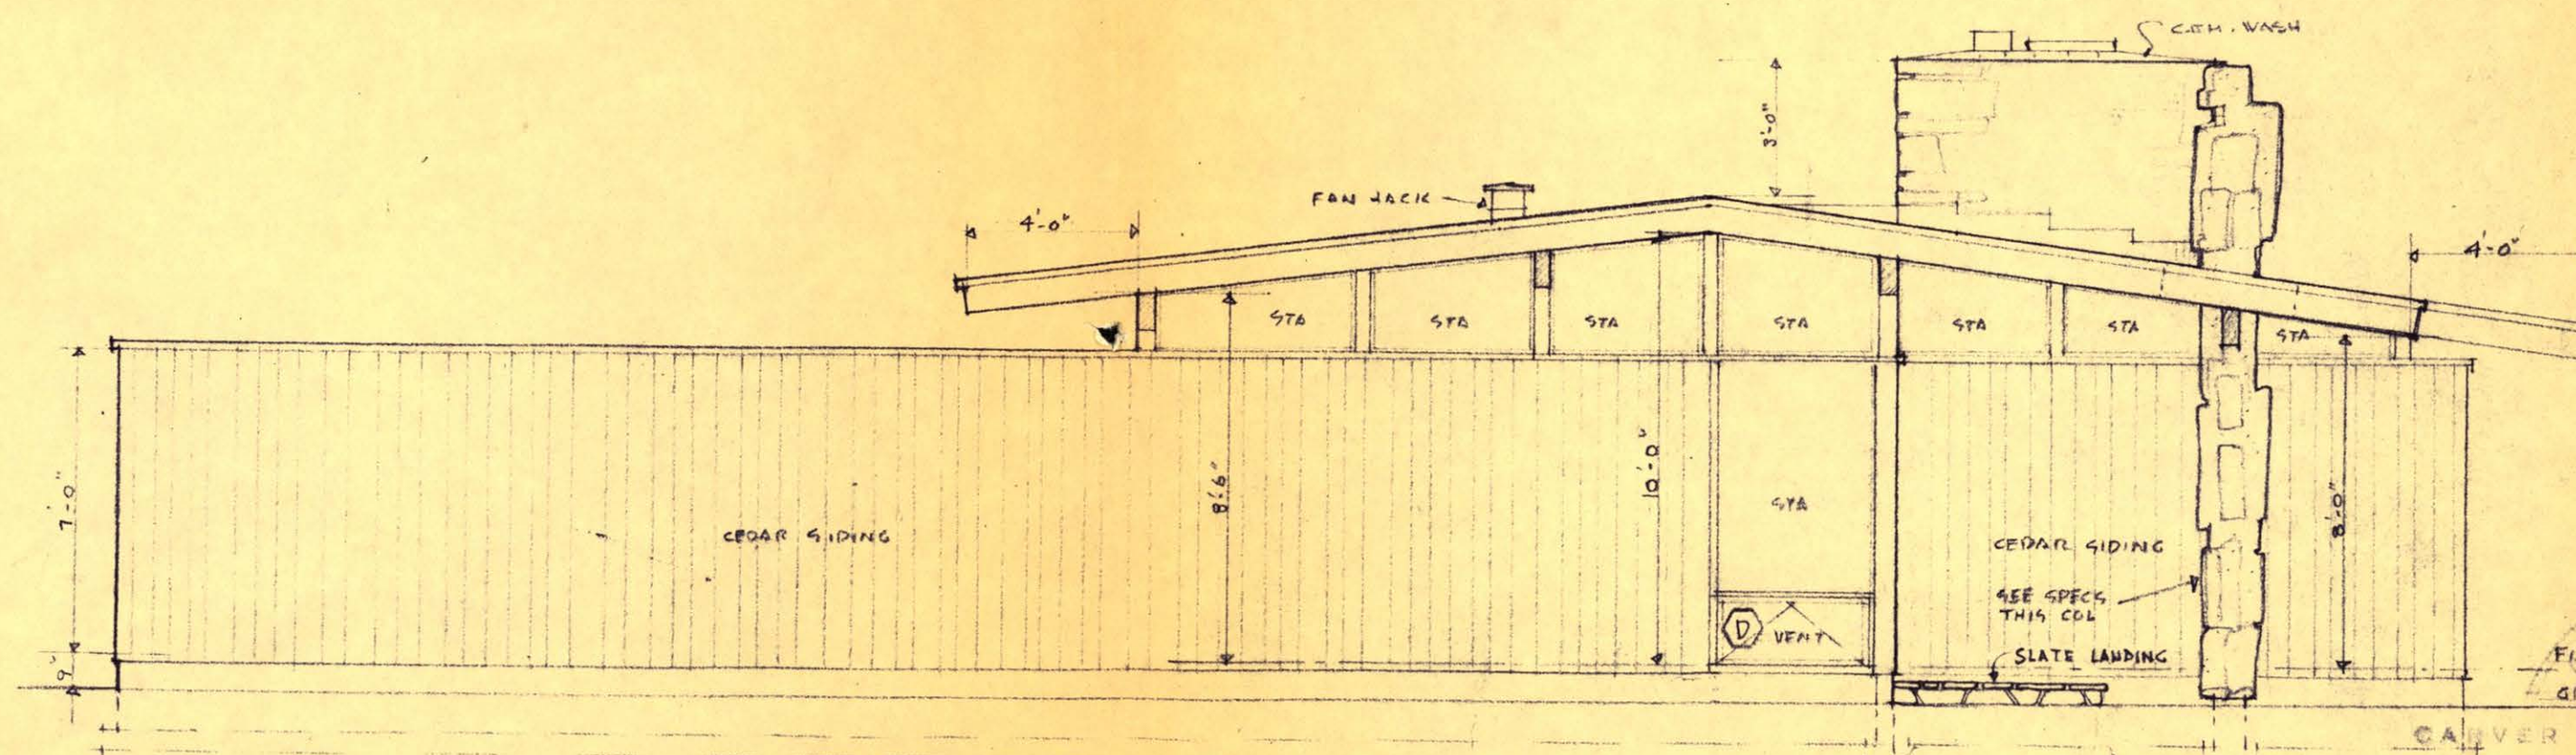 CEM. WASH
3'-0"
FAN JACK
4'-0"
4'-0"
STA
STA
STA
STA
STA
STA
STA
7'-0"
8'-6"
10'-0"
STA
8'-0"
CEDAR SIDING
CEDAR SIDING
SEE SPECS
THIS COL
D VENT
SLATE LANDING
9"
CARVER